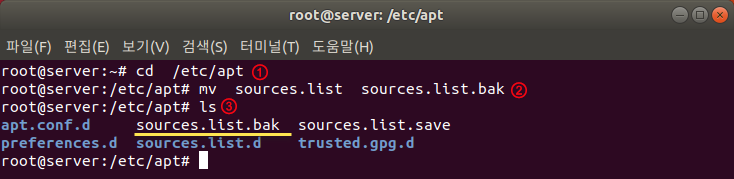 root@server: /etc/apt
파일(F) 편집(E) 보기(V) 검색(S) 터미널(T) 도움말(H)
root@server:~# cd  /etc/apt ①
root@server:/etc/apt# mv  sources.list  sources.list.bak ②
root@server:/etc/apt# ls ③
apt.conf.d     sources.list.bak  sources.list.save
preferences.d  sources.list.d    trusted.gpg.d
root@server:/etc/apt#